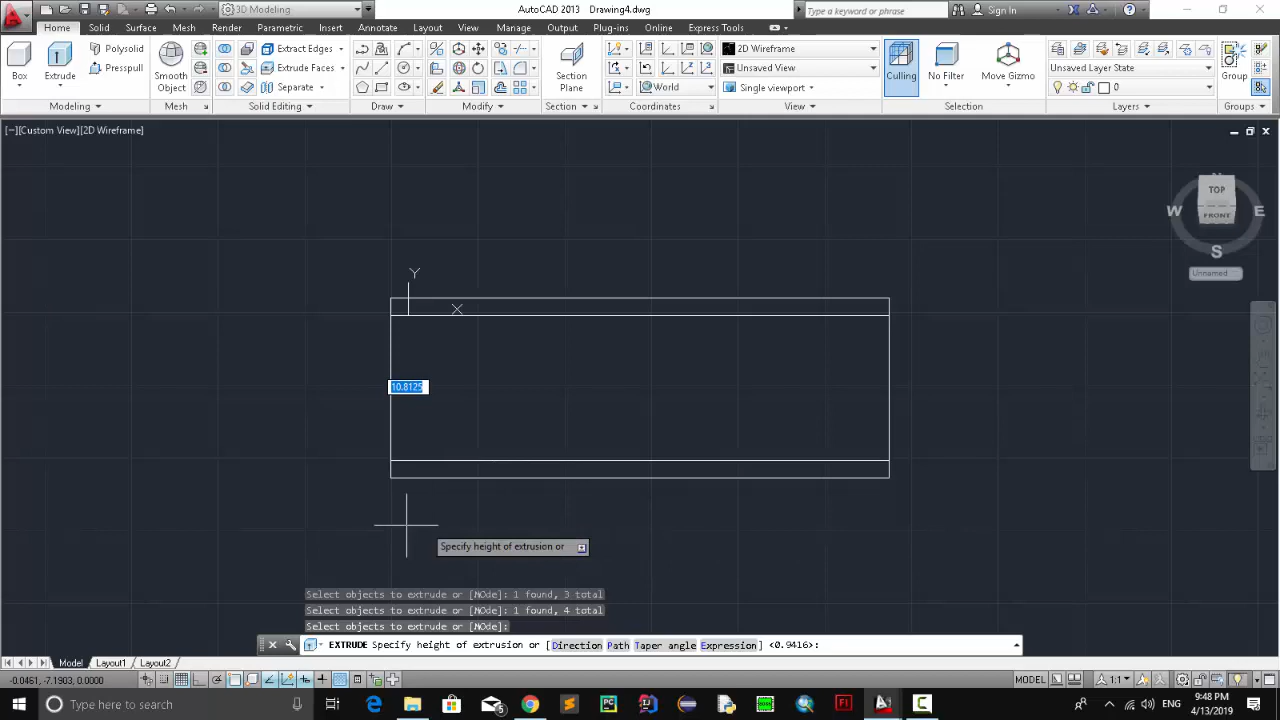 3D Modeling
AutoCAD 2013 Drawing4.dwg
Type a keyword or phrase
Sign In
Home Solid Surface Mesh Render Parametric Insert Annotate Layout View Manage Output Plug-ins Online Express Tools
Box
Extrude
Polysolid
Presspull
Smooth
Object
Extrude Edges
Extrude Faces
Separate
Section
Plane
World
2D Wireframe
Unsaved View
Single viewport
Culling
No Filter
Move Gizmo
Unsaved Layer State
0
Group
Modeling
Mesh
Solid Editing
Draw
Modify
Section
Coordinates
View
Selection
Layers
Groups
[−][Custom View][2D Wireframe]
TOP
FRONT
W
E
S
Unnamed
Y
X
10.8125
Specify height of extrusion or
Select objects to extrude or [MOde]: 1 found, 3 total
Select objects to extrude or [MOde]: 1 found, 4 total
Select objects to extrude or [MOde]:
EXTRUDE Specify height of extrusion or [Direction Path Taper angle Expression] <0.9416>:
Model Layout1 Layout2
-0.0461, -7.1903, 0.0000
MODEL
1:1
Type here to search
5
ENG
9:48 PM
4/13/2019